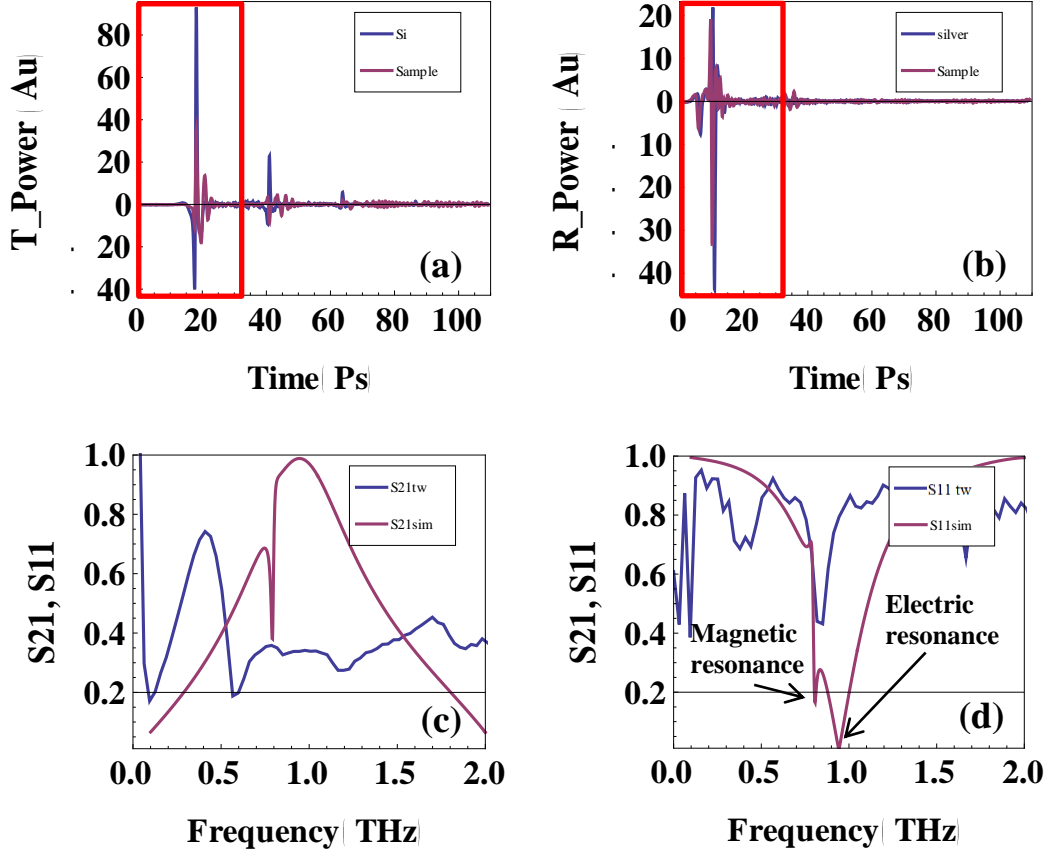 T_Power ( Au)
80
60
40
20
0
20
40
Si
Sample
(a)
0 20 40 60 80 100
Time( Ps)
R_Power ( Au)
20
10
0
10
20
30
40
silver
Sample
(b)
0 20 40 60 80 100
Time( Ps)
S21, S11
1.0
0.8
0.6
0.4
0.2
S21tw
S21sim
(c)
0.0 0.5 1.0 1.5 2.0
Frequency( THz)
S21, S11
1.0
0.8
0.6
0.4
0.2
S11 tw
S11sim
Magnetic
resonance
Electric
resonance
(d)
0.0 0.5 1.0 1.5 2.0
Frequency( THz)